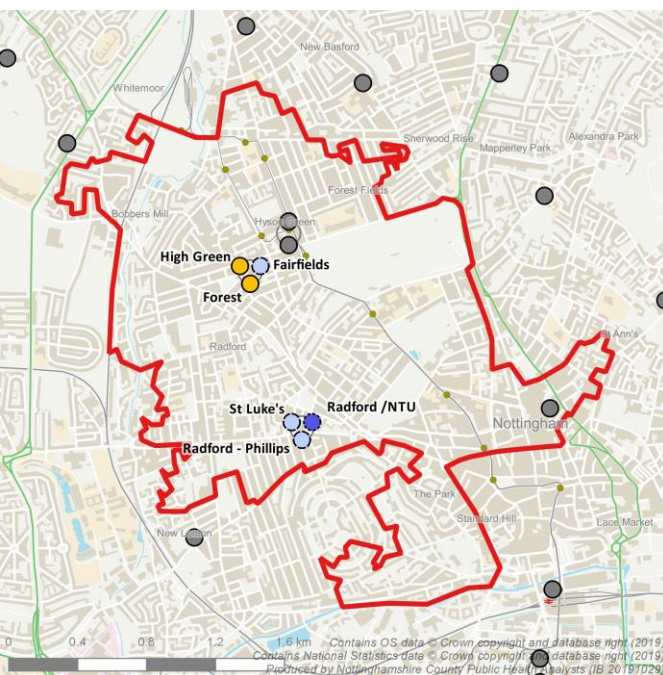 New Basford
Whitemoor
Sherwood Rise
Mapperley Park
Alexandra Park
Forest Fields
Bobbers Mill
Hyson Green
High Green
Fairfields
Forest
Radford
St Ann's
St Luke's
Radford /NTU
Nottingham
Radford - Phillips
The Park
Standard Hill
Lace Market
New Lenton
0 0.4 0.8 1.2 1.6 km
Contains OS data © Crown copyright and database right (2019)
Contains National Statistics data © Crown copyright and database right (2019)
Produced by Nottinghamshire County Public Health Analysts (IB 20191029)